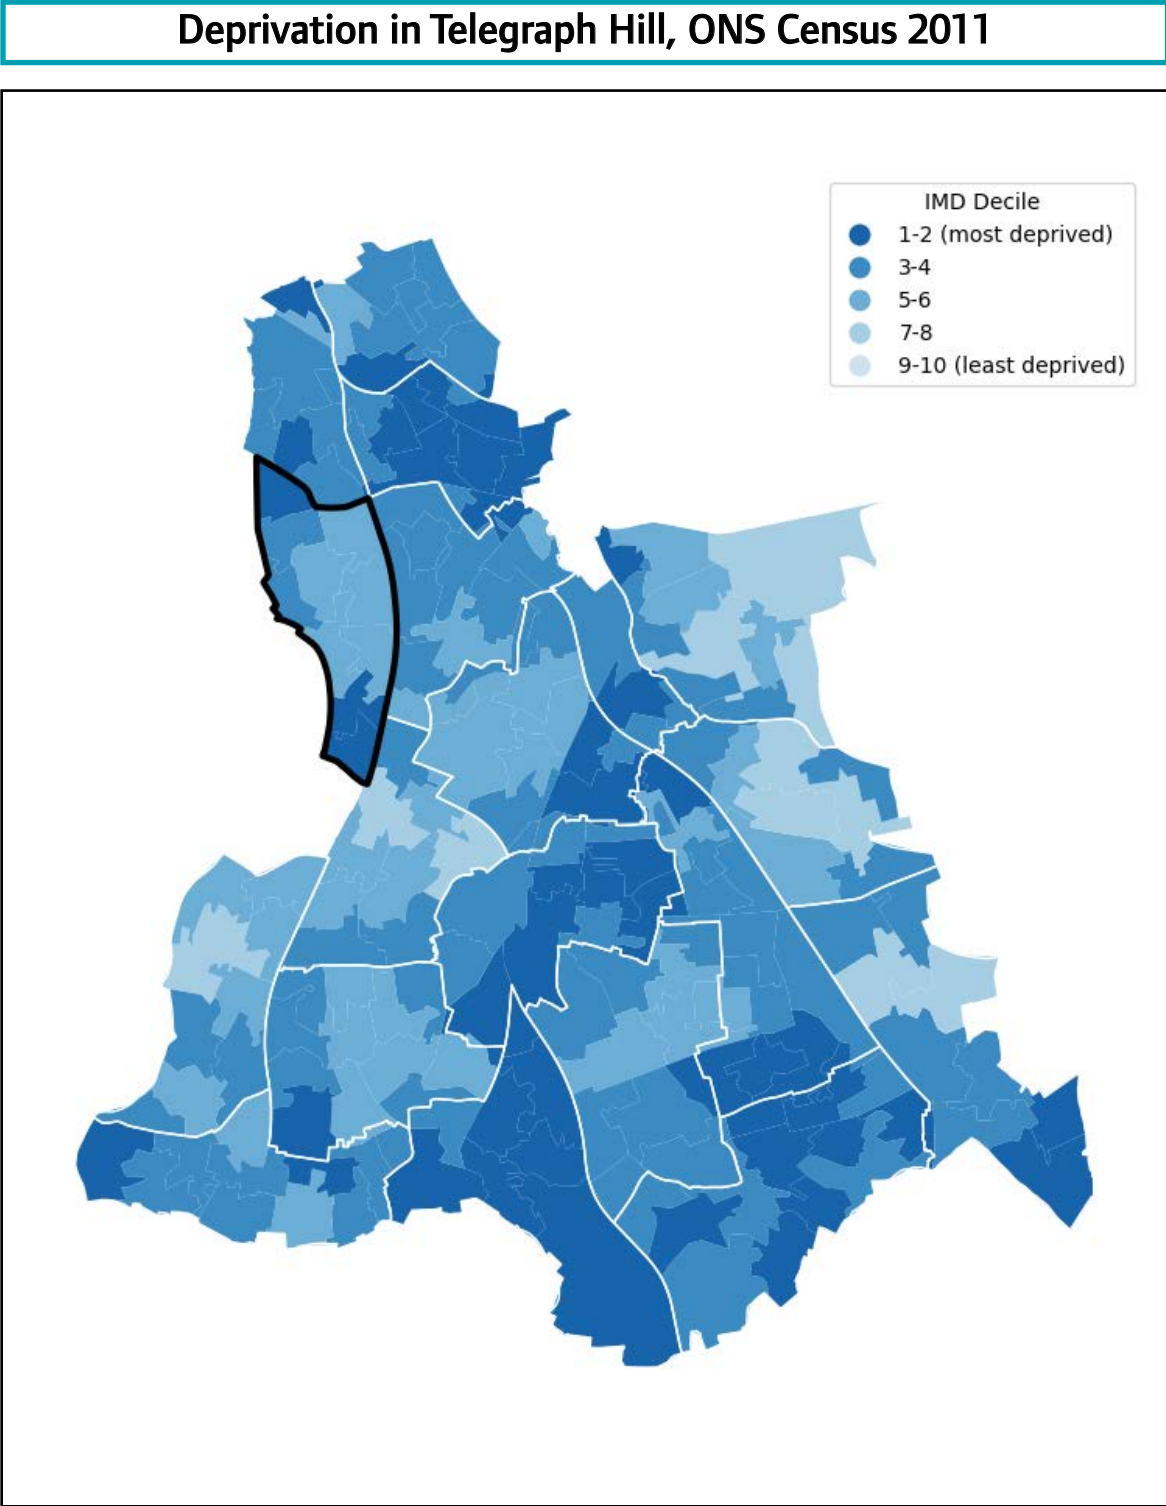 Deprivation in Telegraph Hill, ONS Census 2011
IMD Decile
1-2 (most deprived)
3-4
5-6
7-8
9-10 (least deprived)